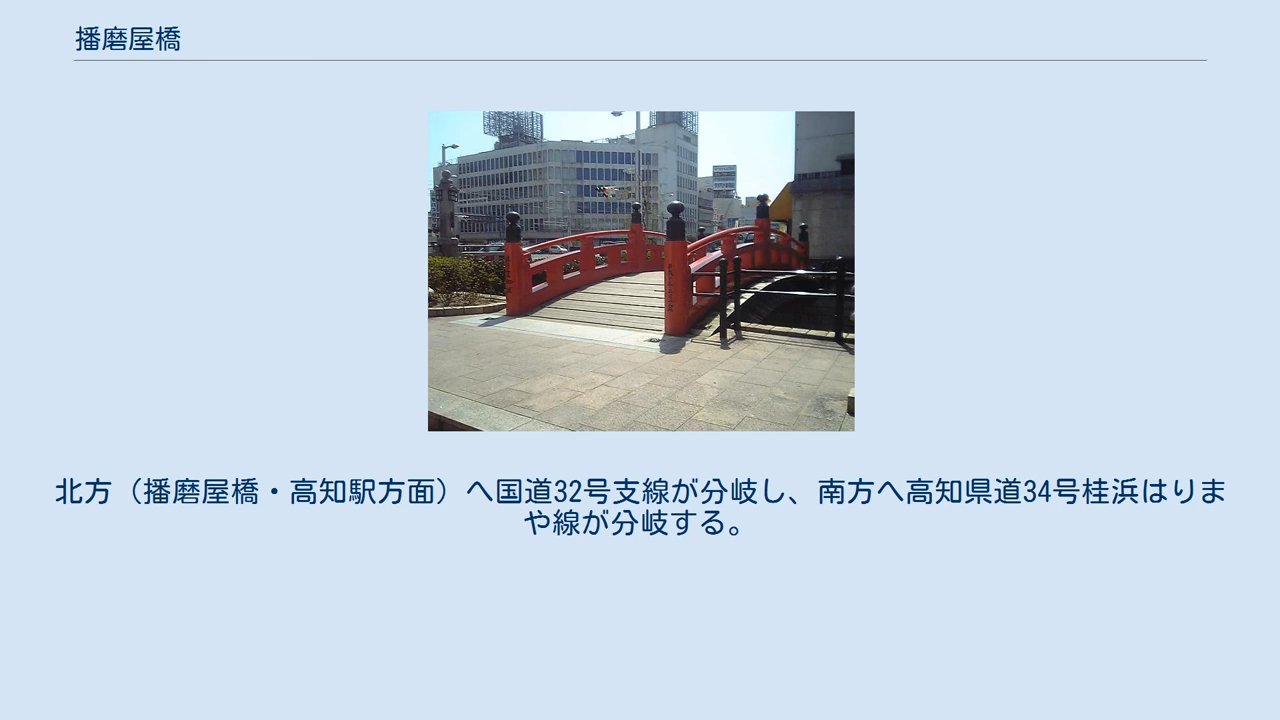 播磨屋橋
北方（播磨屋橋・高知駅方面）へ国道32号支線が分岐し、南方へ高知県道34号桂浜はりま
や線が分岐する。